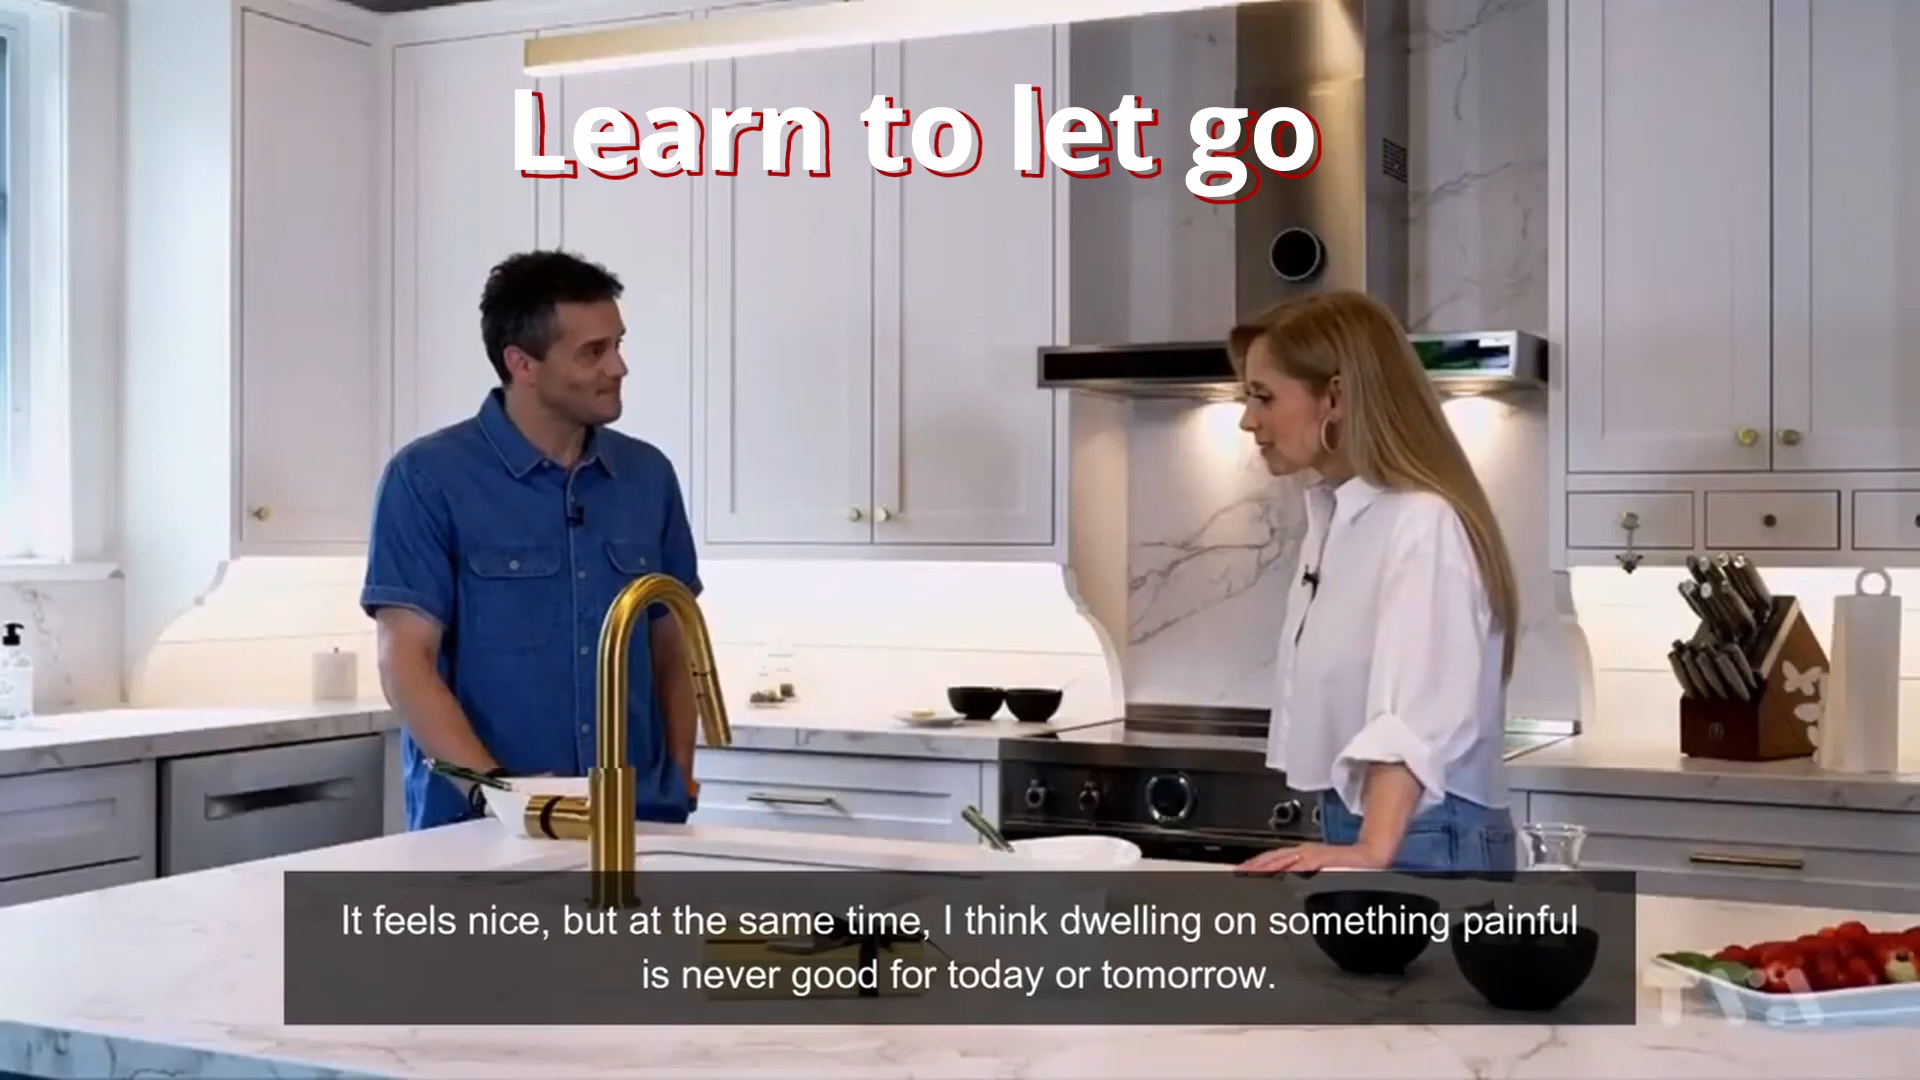 Learn to let go
It feels nice, but at the same time, I think dwelling on something painful
is never good for today or tomorrow.
TVA